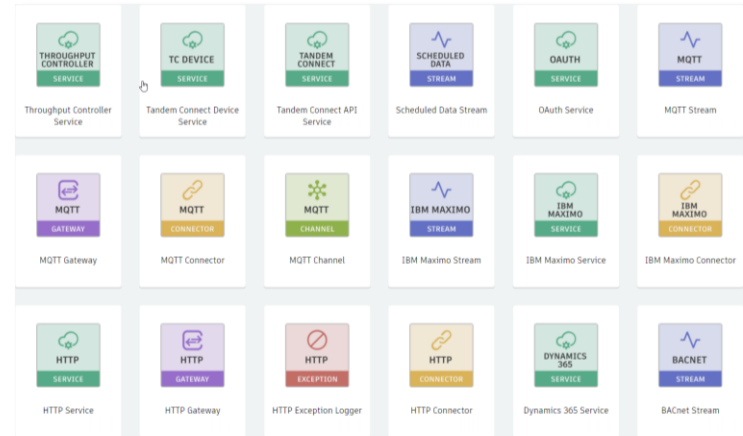 THROUGHPUT
CONTROLLER
SERVICE
Throughput Controller
Service
TC DEVICE
SERVICE
Tandem Connect Device
Service
TANDEM
CONNECT
SERVICE
Tandem Connect API
Service
SCHEDULED
DATA
STREAM
Scheduled Data Stream
OAUTH
SERVICE
OAuth Service
MQTT
STREAM
MQTT Stream
MQTT
GATEWAY
MQTT Gateway
MQTT
CONNECTOR
MQTT Connector
MQTT
CHANNEL
MQTT Channel
IBM MAXIMO
STREAM
IBM Maximo Stream
IBM
MAXIMO
SERVICE
IBM Maximo Service
IBM
MAXIMO
CONNECTOR
IBM Maximo Connector
HTTP
SERVICE
HTTP Service
HTTP
GATEWAY
HTTP Gateway
HTTP
EXCEPTION
HTTP Exception Logger
HTTP
CONNECTOR
HTTP Connector
DYNAMICS
365
SERVICE
Dynamics 365 Service
BACNET
STREAM
BACnet Stream